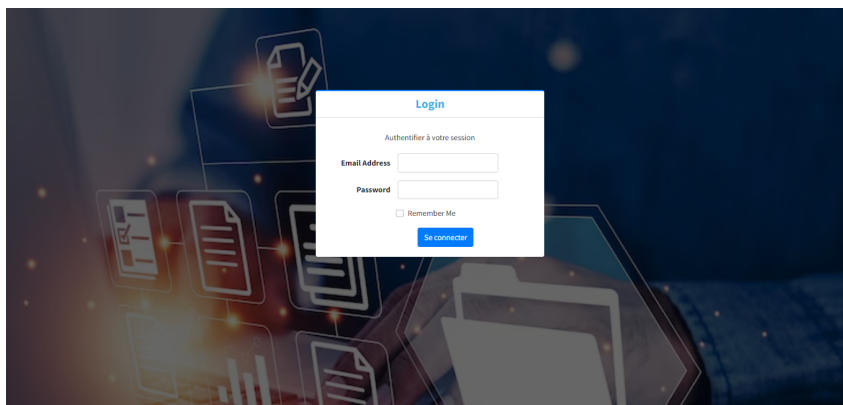 Login
Authentifier à votre session
Email Address
Password
Remember Me
Se connecter